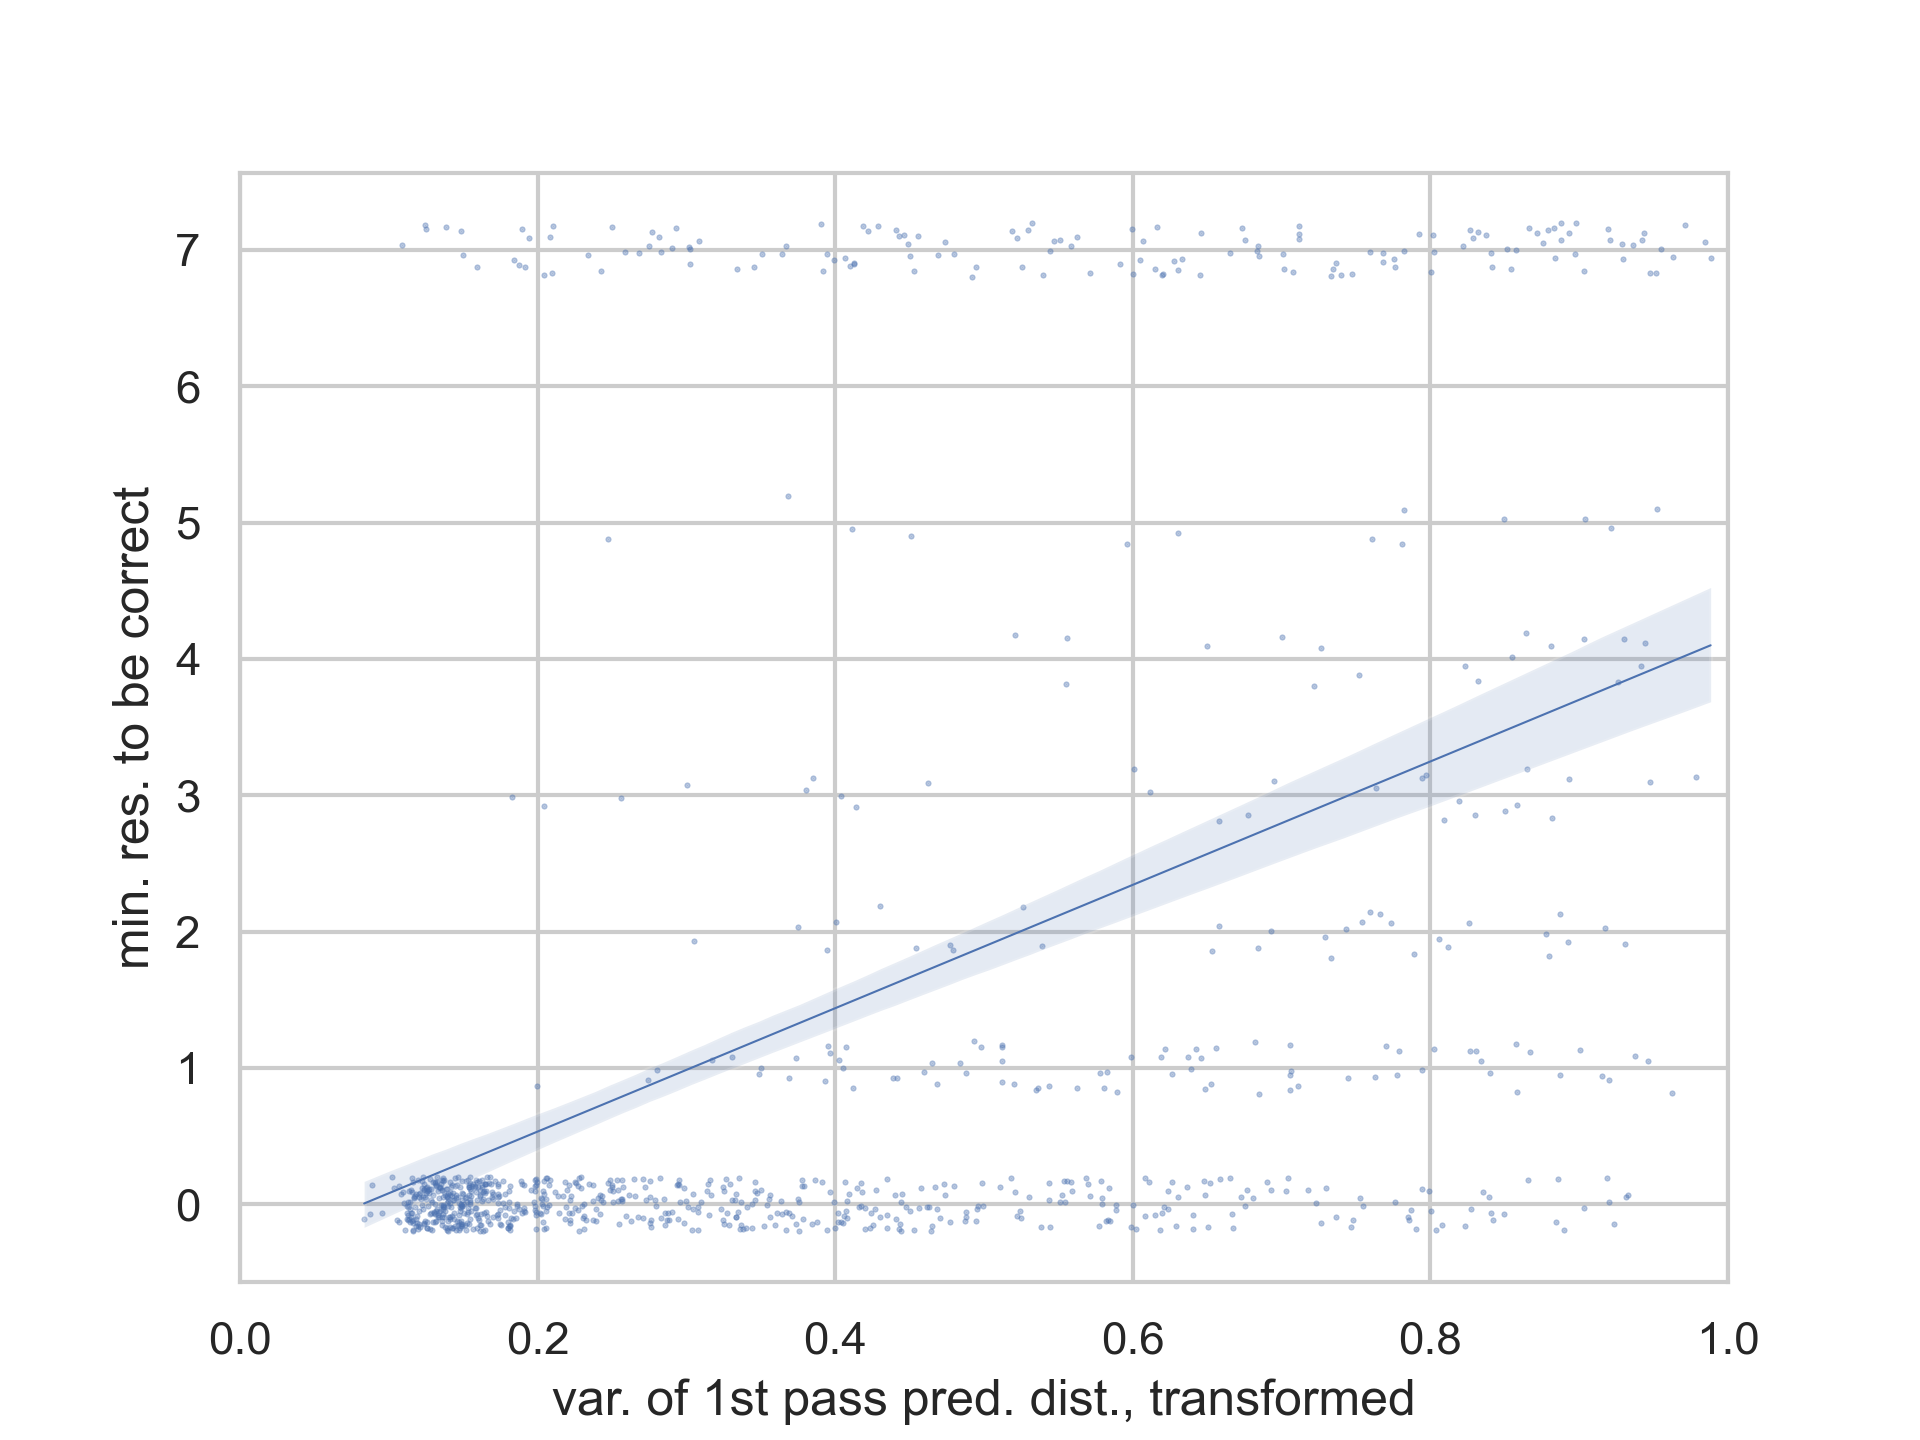 7
6
5
4
3
2
1
0
min. res. to be correct
0.0 0.2 0.4 0.6 0.8 1.0
var. of 1st pass pred. dist., transformed